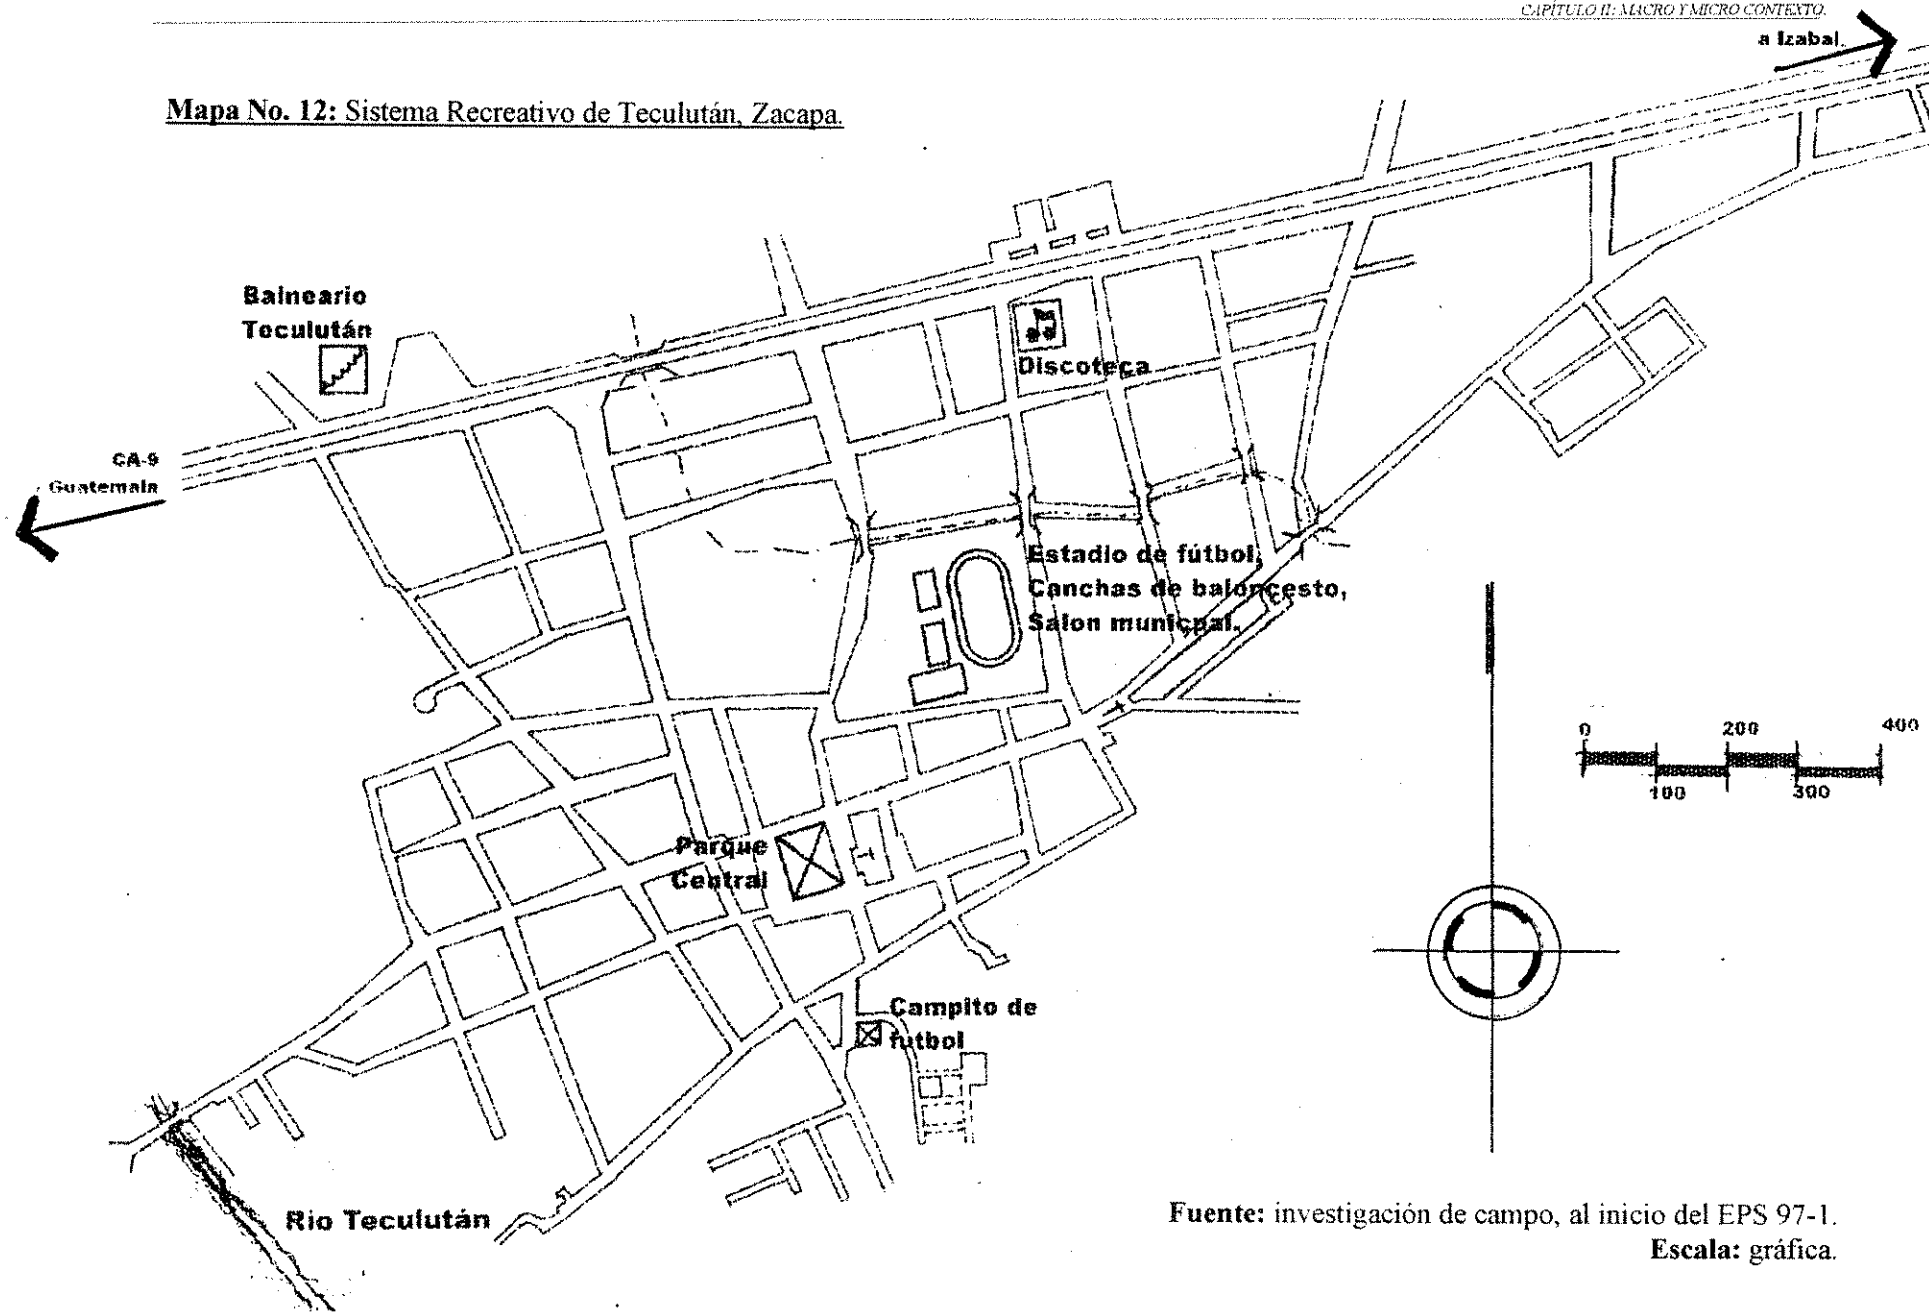 CAPÍTULO II: MACRO Y MICRO CONTEXTO.
a Izabal.
Mapa No. 12: Sistema Recreativo de Teculután, Zacapa.
Balneario
Teculután
Discoteca
CA-9
Guatemala
Estadio de fútbol,
Canchas de baloncesto,
Salon municpal.
0 200 400
100 300
Parque
Central
Campito de
futbol
Rio Teculután
Fuente: investigación de campo, al inicio del EPS 97-1.
Escala: gráfica.